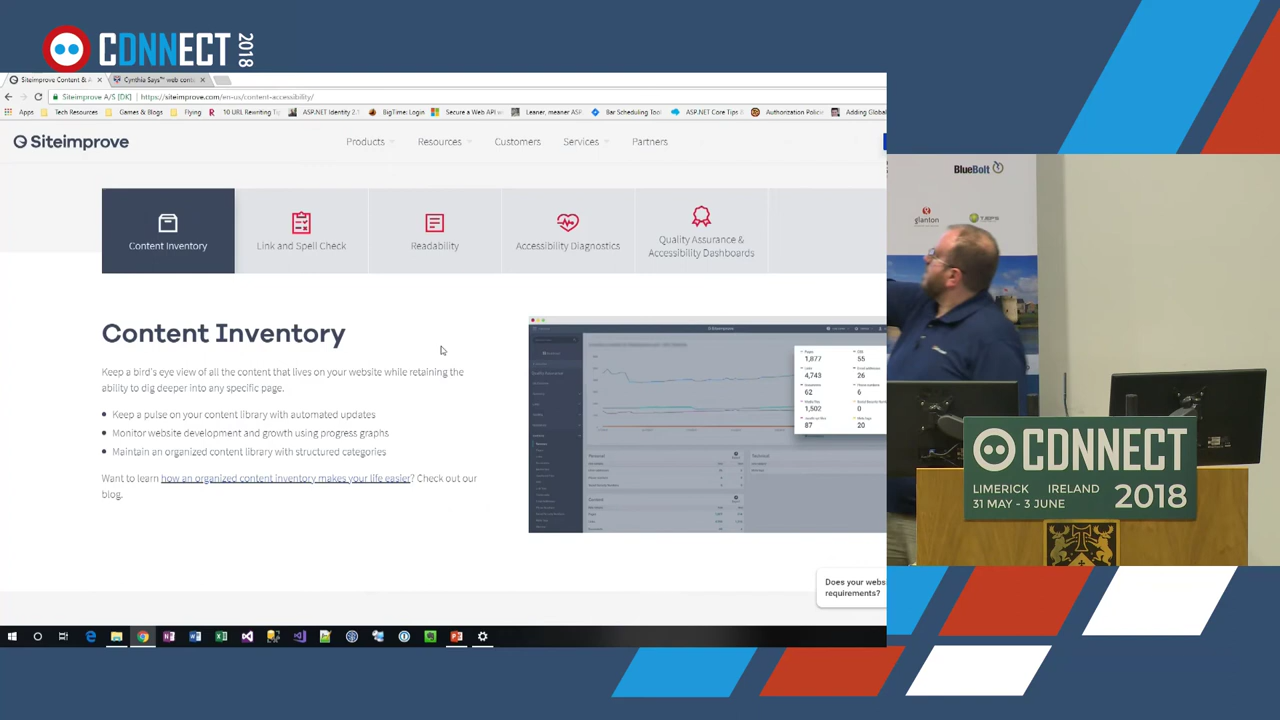 CDNNECT 2018
Siteimprove Content & A
Cynthia Says™ web cont
Siteimprove A/S [DK]
https://siteimprove.com/en-us/content-accessibility/
Apps
Tech Resources
Games & Blogs
Flying
10 URL Rewriting Ti
ASP.NET Identity 2.1
BigTime: Login
Secure a Web API w
Leaner, meaner ASP.
Bar Scheduling Tool
ASP.NET Core Tips
Authorization Policie
Adding Global
Siteimprove
Products
Resources
Customers
Services
Partners
Content Inventory
Link and Spell Check
Readability
Accessibility Diagnostics
Quality Assurance &
Accessibility Dashboards
Content Inventory
Keep a bird's eye view of all the content that lives on your website while retaining the
ability to dig deeper into any specific page.
Keep a pulse on your content library with automated updates
Monitor website development and growth using progress graphs
Maintain an organized content library with structured categories
Want to learn how an organized content inventory makes your life easier? Check out our
blog.
1,877
55
4,743
26
62
6
1,502
0
87
20
Does your webs
requirements?
BlueBolt
glanton
CDNNECT
LIMERICK IRELAND
31 MAY - 3 JUNE
2018